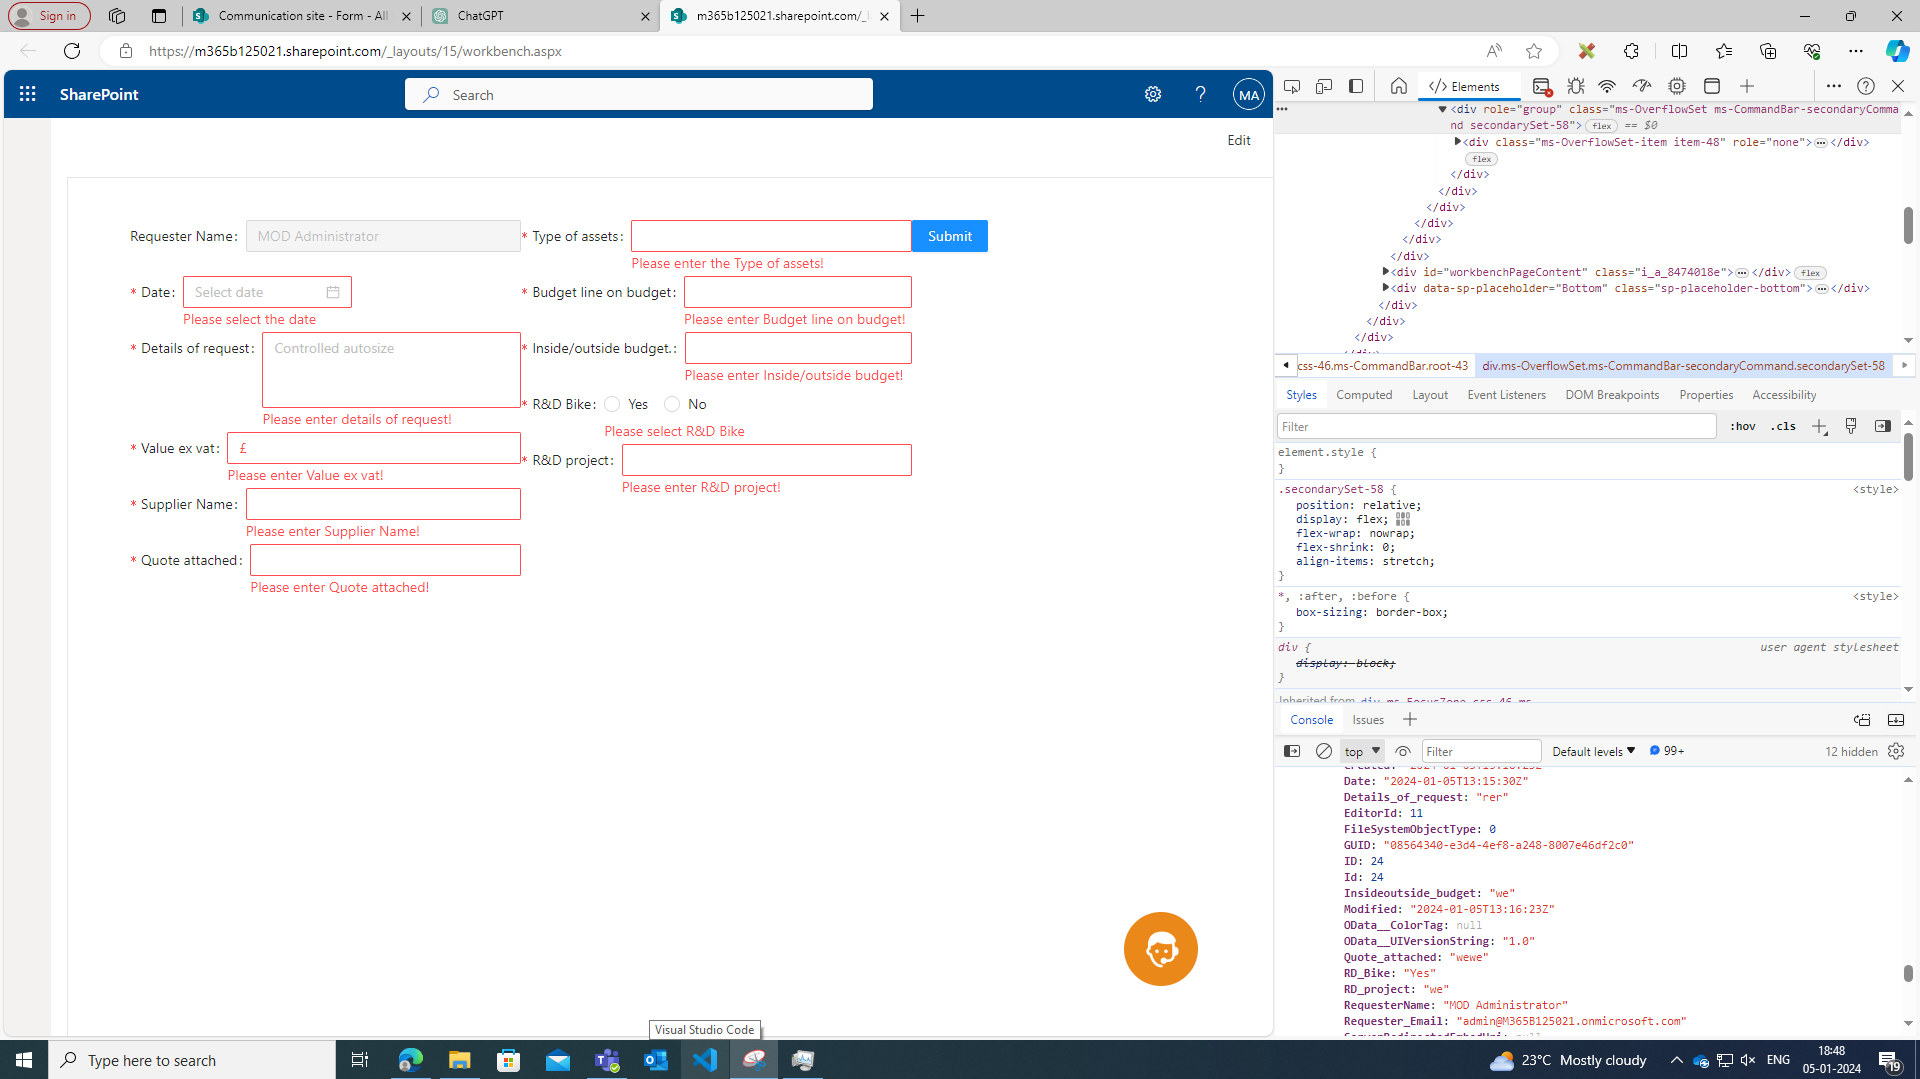 Sign in
Communication site - Form - All
ChatGPT
m365b125021.sharepoint.com/_l
https://m365b125021.sharepoint.com/_layouts/15/workbench.aspx
SharePoint
Search
MA
Edit
Requester Name:
MOD Administrator
* Type of assets:
Submit
Please enter the Type of assets!
* Date:
Select date
* Budget line on budget:
Please select the date
Please enter Budget line on budget!
* Details of request:
Controlled autosize
* Inside/outside budget.:
Please enter Inside/outside budget!
* R&D Bike:
Yes
No
Please enter details of request!
Please select R&D Bike
* Value ex vat:
£
* R&D project:
Please enter Value ex vat!
Please enter R&D project!
* Supplier Name:
Please enter Supplier Name!
* Quote attached:
Please enter Quote attached!
Visual Studio Code
Elements
<div role="group" class="ms-OverflowSet ms-CommandBar-secondaryComma
nd secondarySet-58"> flex == $0
<div class="ms-OverflowSet-item item-48" role="none">…</div>
flex
</div>
</div>
</div>
</div>
</div>
</div>
<div id="workbenchPageContent" class="i_a_8474018e">…</div> flex
<div data-sp-placeholder="Bottom" class="sp-placeholder-bottom">…</div>
</div>
</div>
</div>
css-46.ms-CommandBar.root-43
div.ms-OverflowSet.ms-CommandBar-secondaryCommand.secondarySet-58
Styles Computed Layout Event Listeners DOM Breakpoints Properties Accessibility
Filter
:hov .cls
element.style {
}
.secondarySet-58 {
<style>
position: relative;
display: flex;
flex-wrap: nowrap;
flex-shrink: 0;
align-items: stretch;
}
*, :after, :before {
<style>
box-sizing: border-box;
}
div {
user agent stylesheet
display: block;
}
Inherited from div.ms-FocusZone.css-46.ms…
Console Issues
top
Filter
Default levels
99+
12 hidden
Date: "2024-01-05T13:15:30Z"
Details_of_request: "rer"
EditorId: 11
FileSystemObjectType: 0
GUID: "08564340-e3d4-4ef8-a248-8007e46df2c0"
ID: 24
Id: 24
Insideoutside_budget: "we"
Modified: "2024-01-05T13:16:23Z"
OData__ColorTag: null
OData__UIVersionString: "1.0"
Quote_attached: "wewe"
RD_Bike: "Yes"
RD_project: "we"
RequesterName: "MOD Administrator"
Requester_Email: "admin@M365B125021.onmicrosoft.com"
ServerRedirectedEmbedUri: null
Type here to search
23°C Mostly cloudy
ENG
18:48
05-01-2024
19